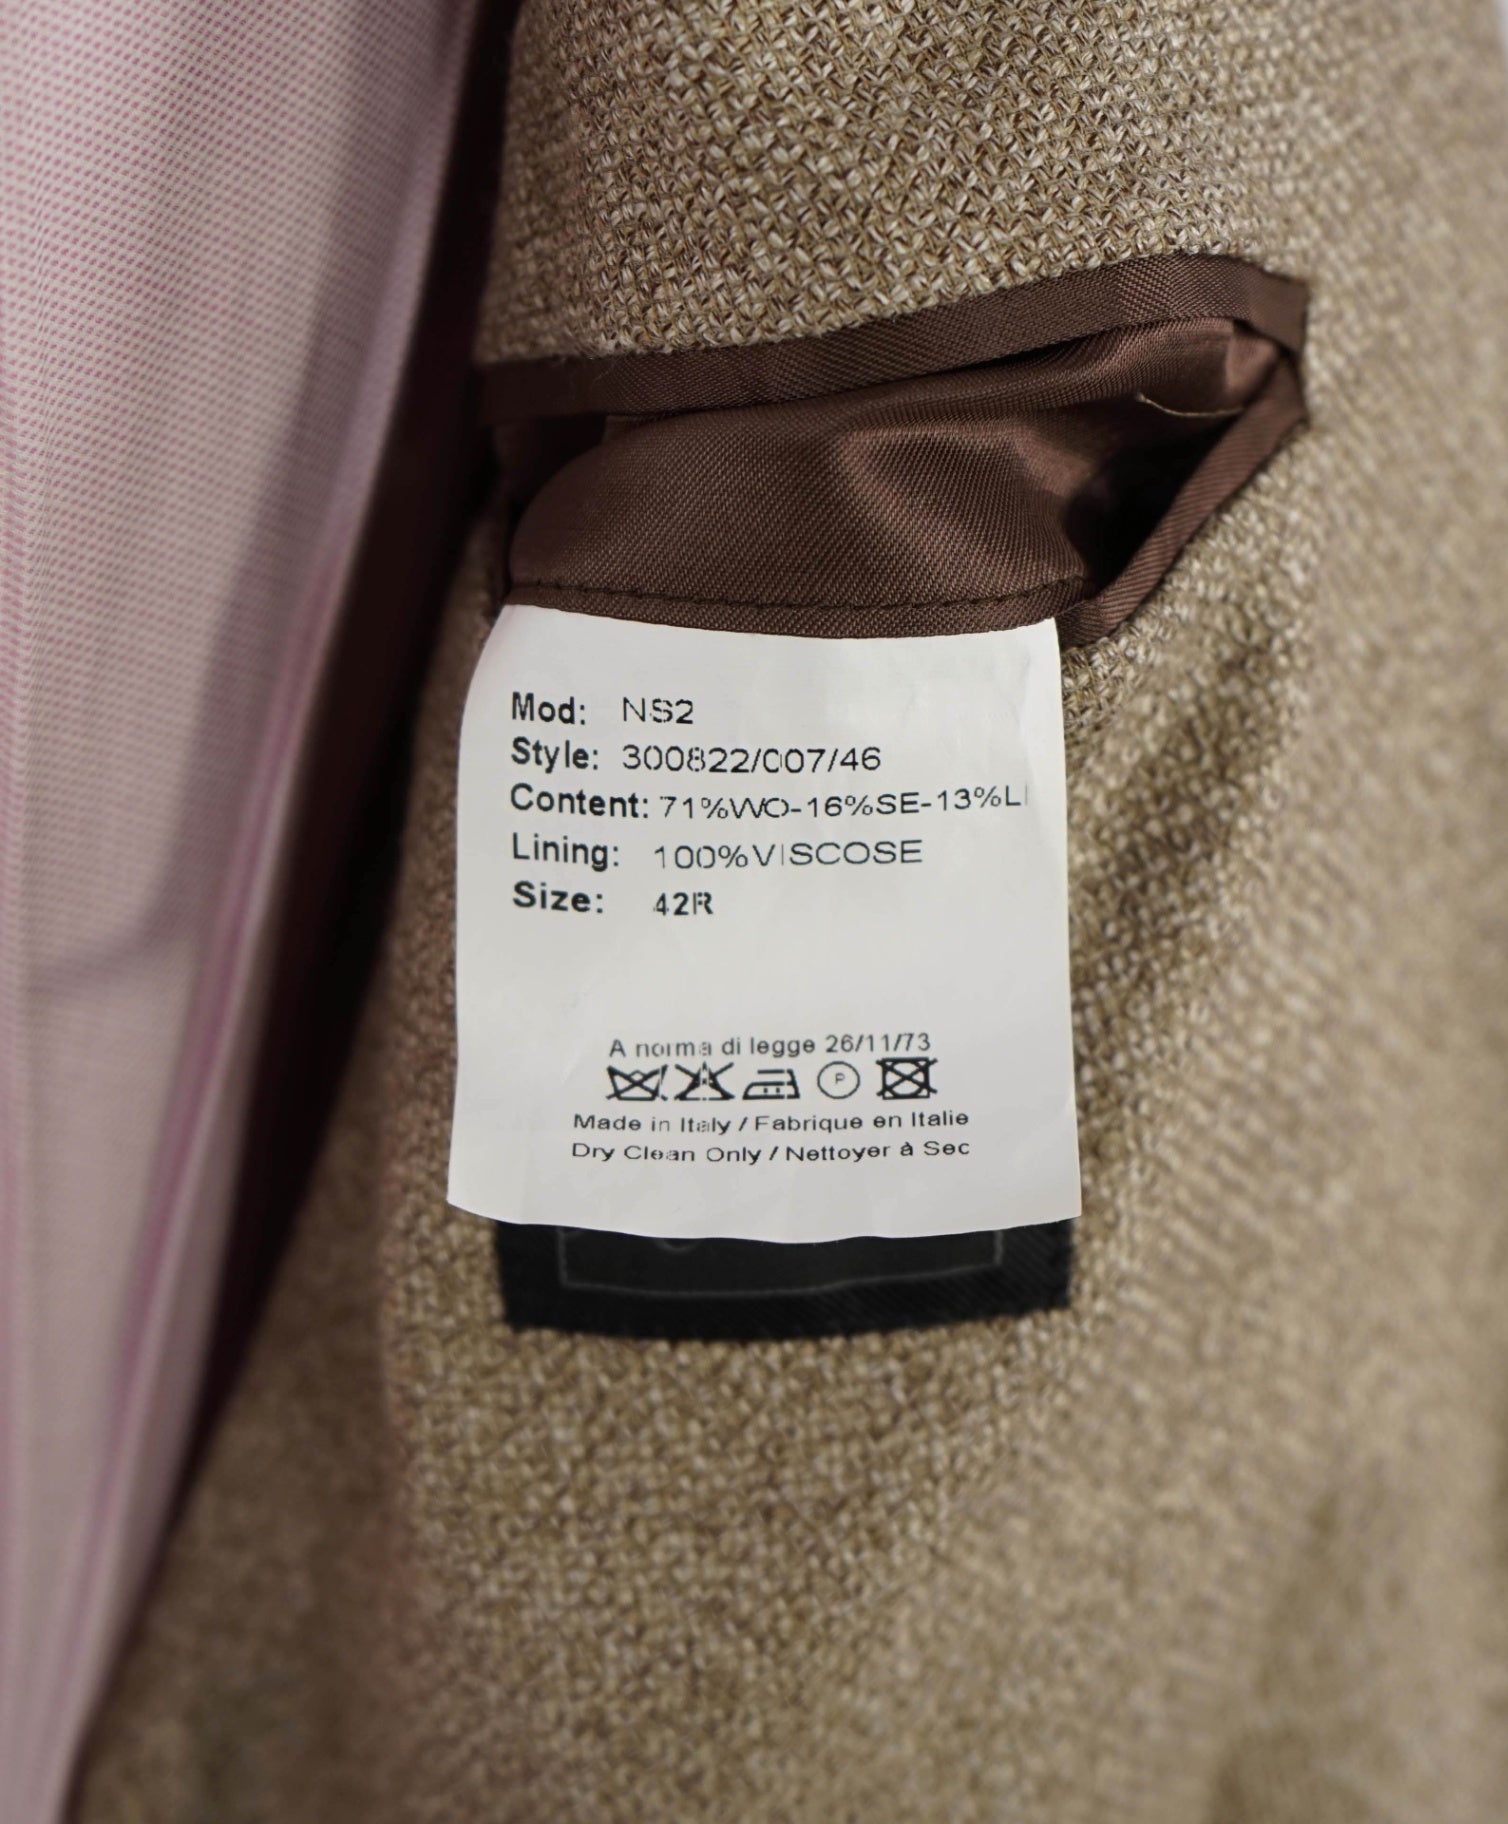 Mod: NS2
Style: 300822/007/46
Content: 71%WO-16%SE-13%LI
Lining: 100%VISCOSE
Size: 42R
A norma di legge 26/11/73
P
Made in Italy / Fabrique en Italie
Dry Clean Only / Nettoyer à Sec